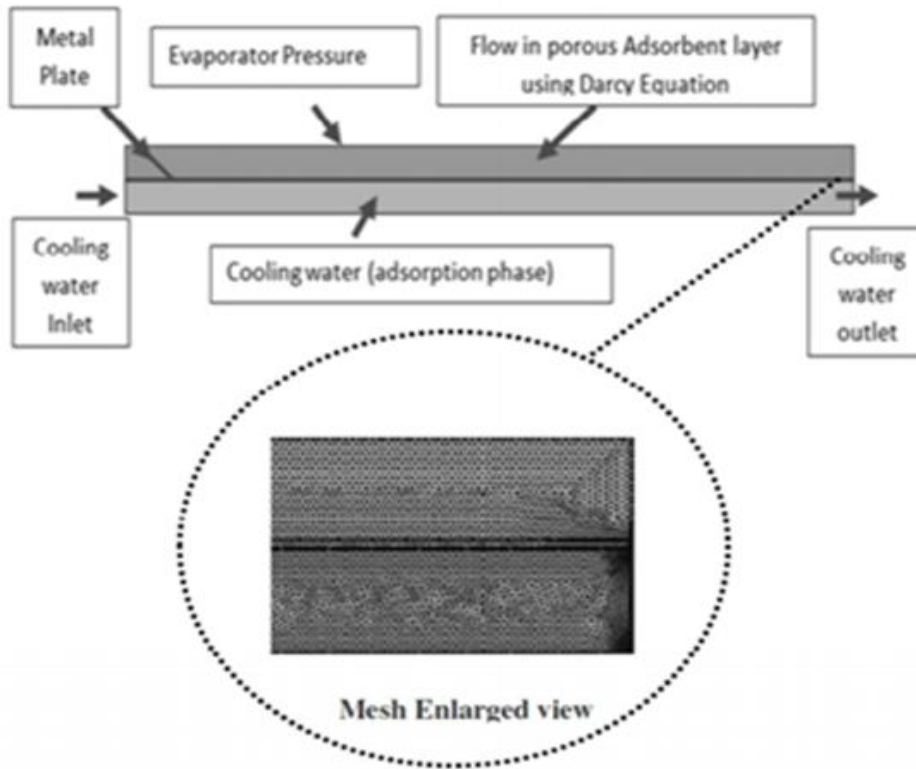 Metal
Plate
Evaporator Pressure
Flow in porous Adsorbent layer
using Darcy Equation
Cooling
water
Inlet
Cooling water (adsorption phase)
Cooling
water
outlet
Mesh Enlarged view